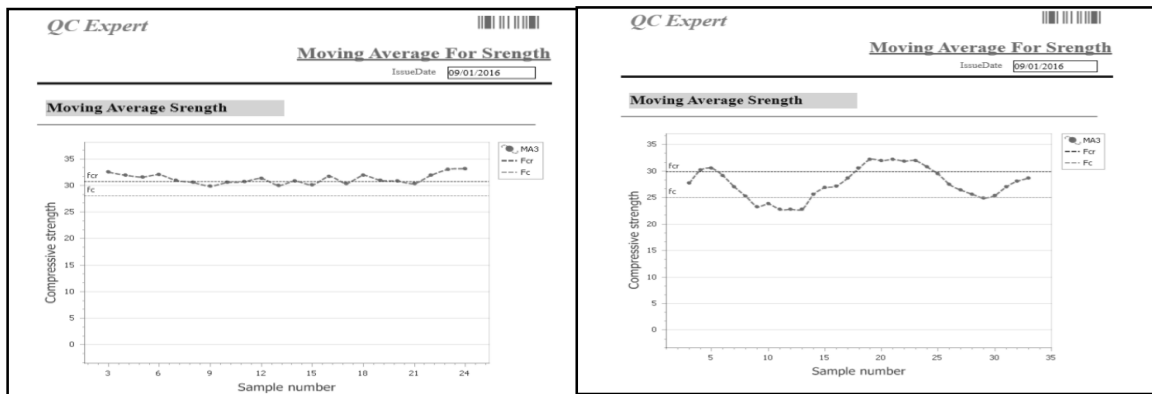 QC Expert
Moving Average For Srength
IssueDate 09/01/2016
Moving Average Srength
MA3
Fcr
Fc
35
30
25
20
15
10
5
0
fcr
fc
Compressive strength
3 6 9 12 15 18 21 24
Sample number
QC Expert
Moving Average For Srength
IssueDate 09/01/2016
Moving Average Srength
MA3
Fcr
Fc
35
30
25
20
15
10
5
0
fcr
fc
Compressive strength
5 10 15 20 25 30 35
Sample number